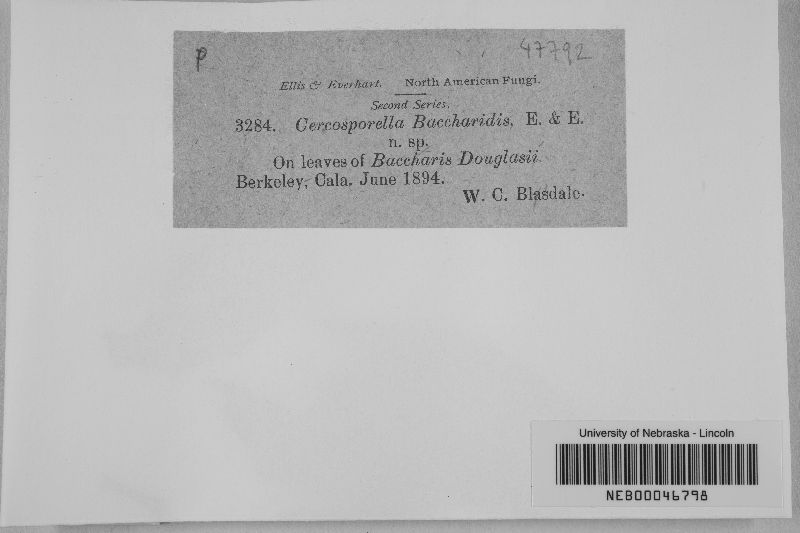 p 47792
Ellis & Everhart. North American Fungi.
Second Series.
3284. Cercosporella Baccharidis, E. & E.
n. sp.
On leaves of Baccharis Douglasii.
Berkeley, Cala. June 1894.
W. C. Blasdale.
University of Nebraska - Lincoln
NEB00046798